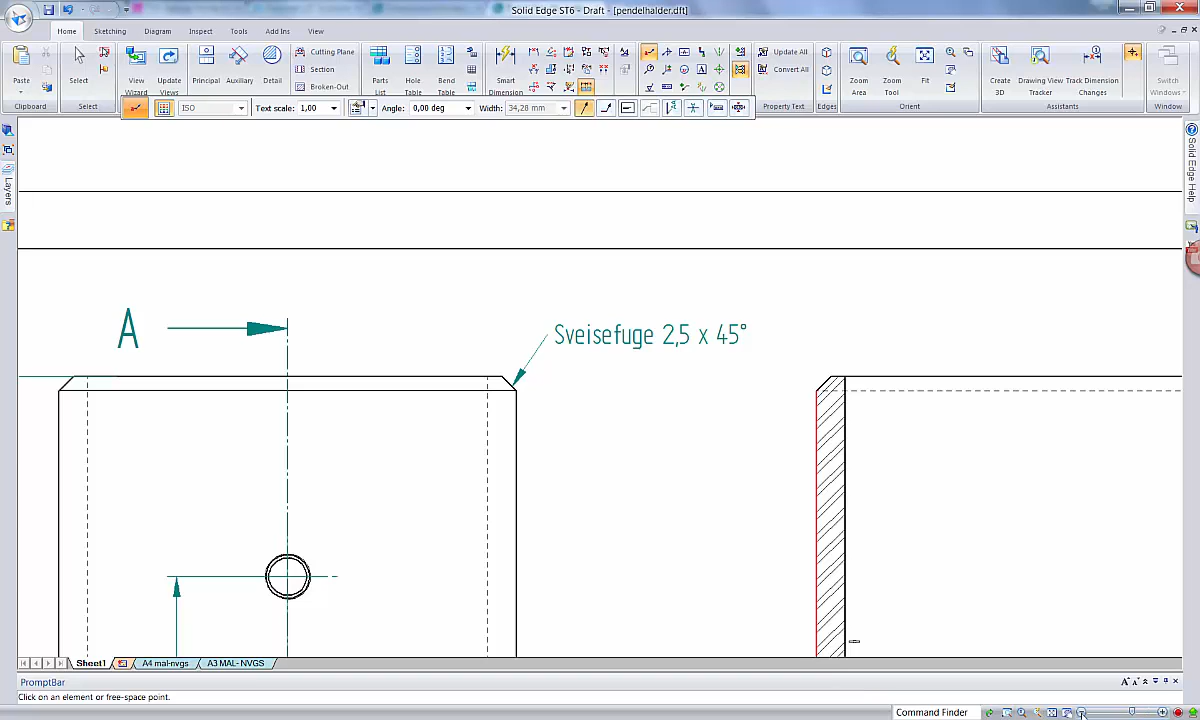 Solid Edge ST6 - Draft - [pendelhalder.dft]
Home Sketching Diagram Inspect Tools Add Ins View
Paste
Clipboard
Select
Select
View Wizard
Update Views
Principal
Auxiliary
Detail
Cutting Plane
Section
Broken-Out
Parts List
Hole Table
Bend Table
Smart Dimension
Update All
Convert All
Property Text
Edges
Zoom Area
Zoom Tool
Fit
Orient
Create 3D
Drawing View Tracker
Track Dimension Changes
Assistants
Switch Windows
Window
ISO
Text scale: 1,00
Angle: 0,00 deg
Width: 34,28 mm
Layers
Solid Edge Help
A
Sveisefuge 2,5 x 45°
Sheet1
A4 mal-nvgs
A3 MAL- NVGS
PromptBar
Click on an element or free-space point.
Command Finder